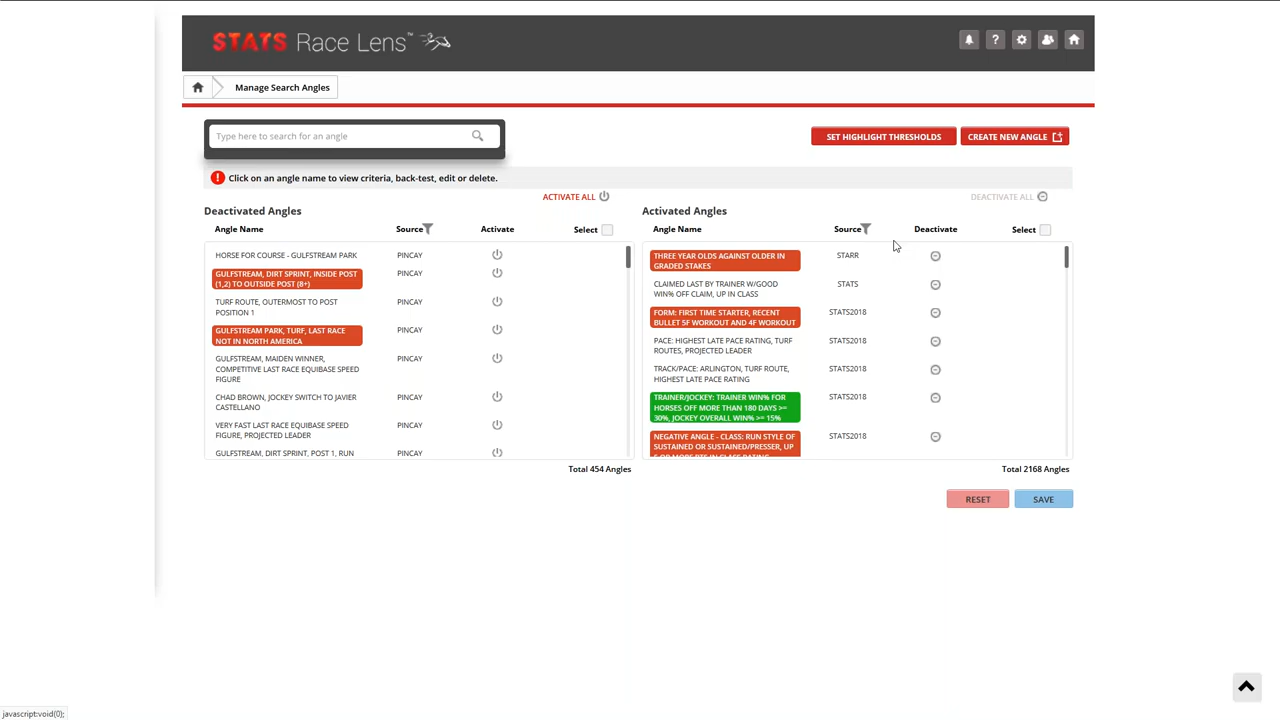 STATS Race Lens™
Manage Search Angles
Type here to search for an angle
SET HIGHLIGHT THRESHOLDS
CREATE NEW ANGLE
Click on an angle name to view criteria, back-test, edit or delete.
ACTIVATE ALL
DEACTIVATE ALL
Deactivated Angles
Angle Name
Source
Activate
Select
HORSE FOR COURSE - GULFSTREAM PARK
PINCAY
GULFSTREAM, DIRT SPRINT, INSIDE POST
(1,2) TO OUTSIDE POST (8+)
PINCAY
TURF ROUTE, OUTERMOST TO POST
POSITION 1
PINCAY
GULFSTREAM PARK, TURF, LAST RACE
NOT IN NORTH AMERICA
PINCAY
GULFSTREAM, MAIDEN WINNER,
COMPETITIVE LAST RACE EQUIBASE SPEED
FIGURE
PINCAY
CHAD BROWN, JOCKEY SWITCH TO JAVIER
CASTELLANO
PINCAY
VERY FAST LAST RACE EQUIBASE SPEED
FIGURE, PROJECTED LEADER
PINCAY
GULFSTREAM, DIRT SPRINT, POST 1, RUN
PINCAY
Total 454 Angles
Activated Angles
Angle Name
Source
Deactivate
Select
THREE YEAR OLDS AGAINST OLDER IN
GRADED STAKES
STARR
CLAIMED LAST BY TRAINER W/GOOD
WIN% OFF CLAIM, UP IN CLASS
STATS
FORM: FIRST TIME STARTER, RECENT
BULLET 5F WORKOUT AND 4F WORKOUT
STATS2018
PACE: HIGHEST LATE PACE RATING, TURF
ROUTES, PROJECTED LEADER
STATS2018
TRACK/PACE: ARLINGTON, TURF ROUTE,
HIGHEST LATE PACE RATING
STATS2018
TRAINER/JOCKEY: TRAINER WIN% FOR
HORSES OFF MORE THAN 180 DAYS >=
30%, JOCKEY OVERALL WIN% >= 15%
STATS2018
NEGATIVE ANGLE - CLASS: RUN STYLE OF
SUSTAINED OR SUSTAINED/PRESSER, UP
STATS2018
Total 2168 Angles
RESET
SAVE
javascript:void(0);